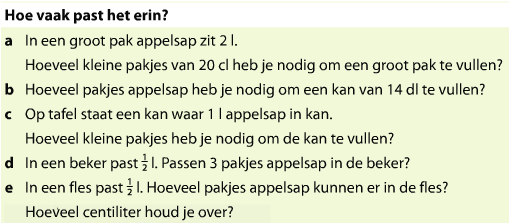 Hoe vaak past het erin?
a In een groot pak appelsap zit 2 l.
Hoeveel kleine pakjes van 20 cl heb je nodig om een groot pak te vullen?
b Hoeveel pakjes appelsap heb je nodig om een kan van 14 dl te vullen?
c Op tafel staat een kan waar 1 l appelsap in kan.
Hoeveel kleine pakjes heb je nodig om de kan te vullen?
d In een beker past ½ l. Passen 3 pakjes appelsap in de beker?
e In een fles past ½ l. Hoeveel pakjes appelsap kunnen er in de fles?
Hoeveel centiliter houd je over?